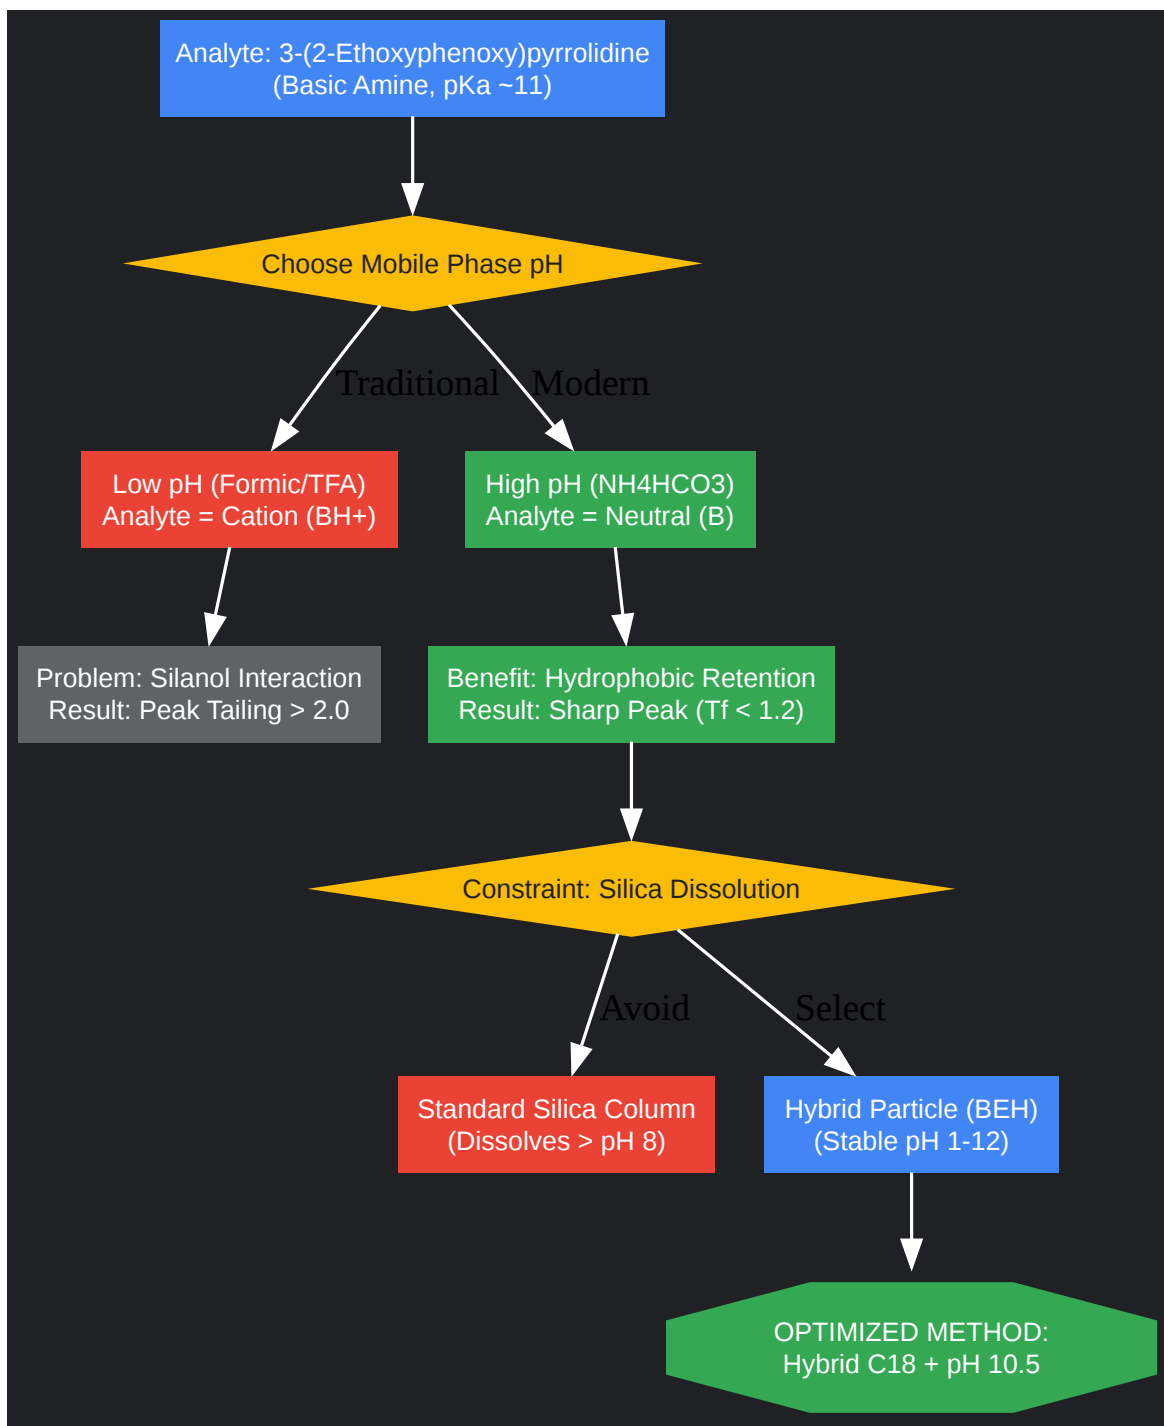 Analyte: 3-(2-Ethoxyphenoxy)pyrrolidine
(Basic Amine, pKa ~11)
Choose Mobile Phase pH
Traditional
Modern
Low pH (Formic/TFA)
Analyte = Cation (BH+)
High pH (NH4HCO3)
Analyte = Neutral (B)
Problem: Silanol Interaction
Result: Peak Tailing > 2.0
Benefit: Hydrophobic Retention
Result: Sharp Peak (Tf < 1.2)
Constraint: Silica Dissolution
Avoid
Select
Standard Silica Column
(Dissolves > pH 8)
Hybrid Particle (BEH)
(Stable pH 1-12)
OPTIMIZED METHOD:
Hybrid C18 + pH 10.5